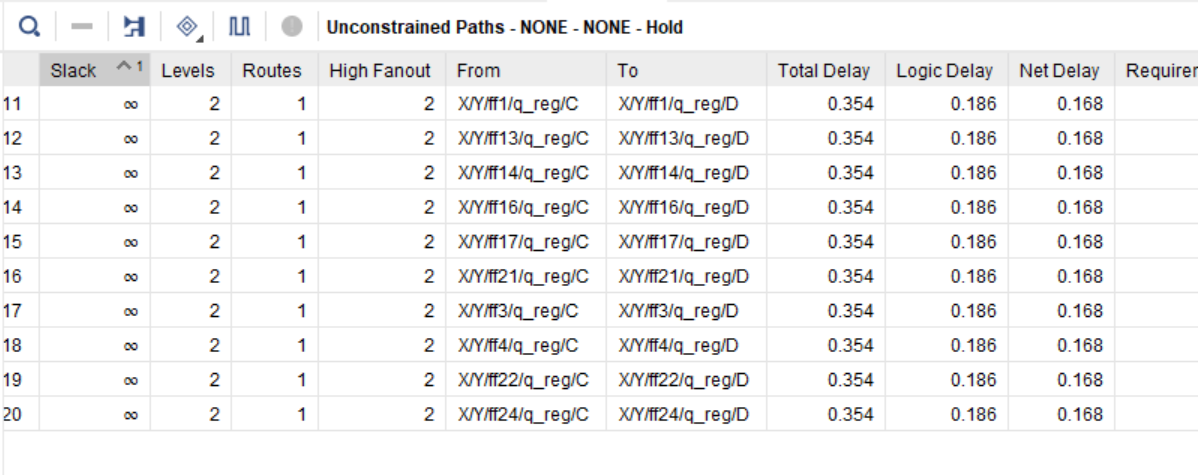 Unconstrained Paths - NONE - NONE - Hold
Slack ^ 1 Levels Routes High Fanout From To Total Delay Logic Delay Net Delay Requirer
11 ∞ 2 1 2 X/Y/ff1/q_reg/C X/Y/ff1/q_reg/D 0.354 0.186 0.168
12 ∞ 2 1 2 X/Y/ff13/q_reg/C X/Y/ff13/q_reg/D 0.354 0.186 0.168
13 ∞ 2 1 2 X/Y/ff14/q_reg/C X/Y/ff14/q_reg/D 0.354 0.186 0.168
14 ∞ 2 1 2 X/Y/ff16/q_reg/C X/Y/ff16/q_reg/D 0.354 0.186 0.168
15 ∞ 2 1 2 X/Y/ff17/q_reg/C X/Y/ff17/q_reg/D 0.354 0.186 0.168
16 ∞ 2 1 2 X/Y/ff21/q_reg/C X/Y/ff21/q_reg/D 0.354 0.186 0.168
17 ∞ 2 1 2 X/Y/ff3/q_reg/C X/Y/ff3/q_reg/D 0.354 0.186 0.168
18 ∞ 2 1 2 X/Y/ff4/q_reg/C X/Y/ff4/q_reg/D 0.354 0.186 0.168
19 ∞ 2 1 2 X/Y/ff22/q_reg/C X/Y/ff22/q_reg/D 0.354 0.186 0.168
20 ∞ 2 1 2 X/Y/ff24/q_reg/C X/Y/ff24/q_reg/D 0.354 0.186 0.168